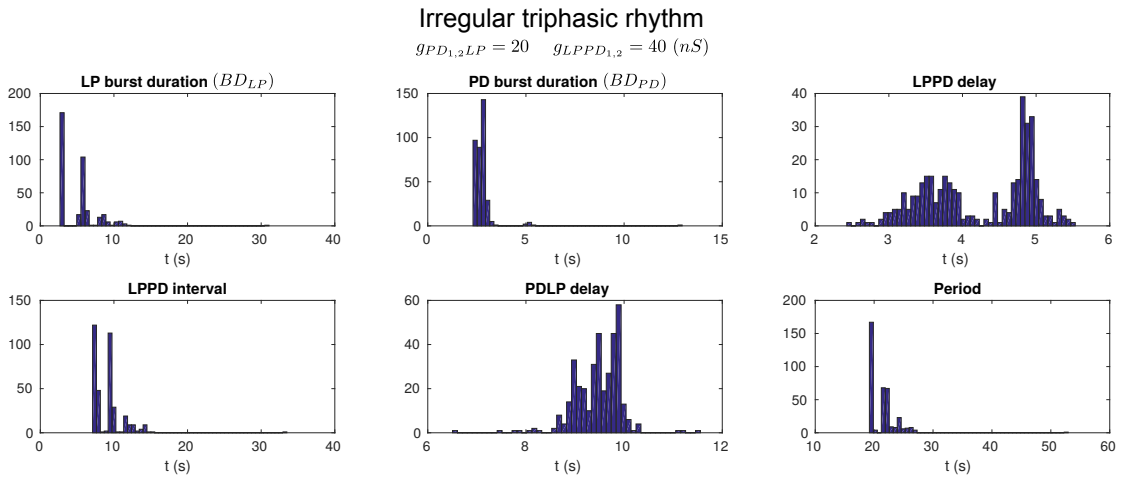 Irregular triphasic rhythm
g_{PD_{1,2}LP} = 20    g_{LPPD_{1,2}} = 40 (nS)
LP burst duration (BD_{LP})    PD burst duration (BD_{PD})    LPPD delay
200    150    40
150    100    30
100    50    20
50    0    10
0    0
0 10 20 30 40    0 5 10 15    2 3 4 5 6
t (s)    t (s)    t (s)
LPPD interval    PDLP delay    Period
150    60    200
100    40    150
50    20    100
0    0    50
0
0 10 20 30 40    6 8 10 12    10 20 30 40 50 60
t (s)    t (s)    t (s)